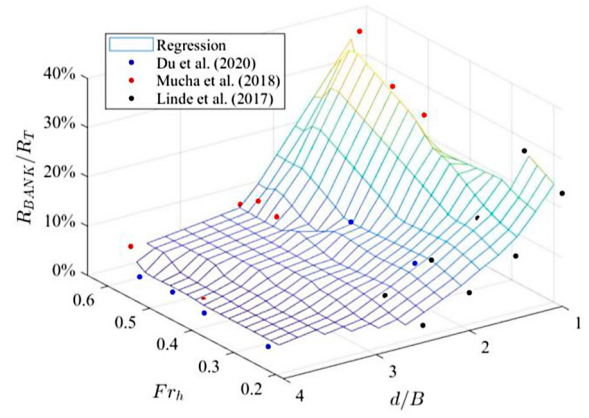 Regression
Du et al. (2020)
Mucha et al. (2018)
Linde et al. (2017)
40%
30%
20%
10%
0%
R_BANK/R_T
0.6
0.5
0.4
0.3
0.2
Fr_h
4
3
2
1
d/B